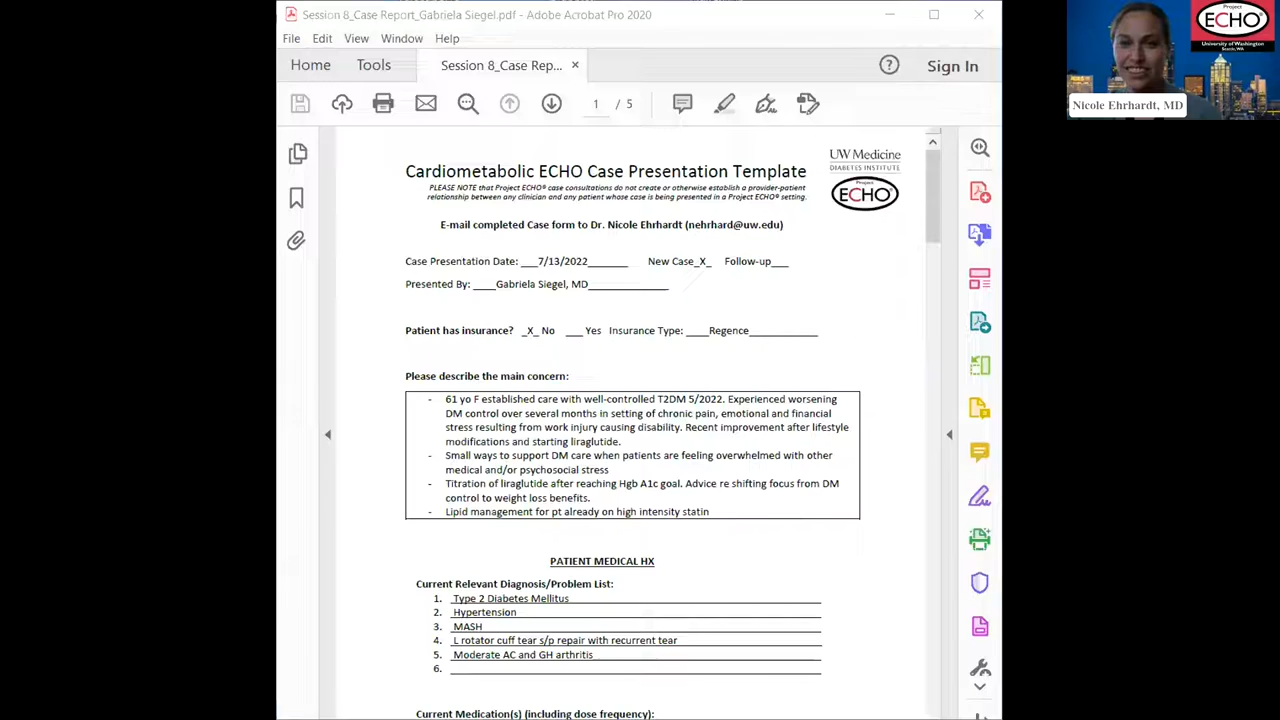 Session 8_Case Report_Gabriela Siegel.pdf - Adobe Acrobat Pro 2020
File Edit View Window Help
Home Tools Session 8_Case Rep... × Sign In
1 / 5
Project
ECHO®
University of Washington
Seattle, WA
Nicole Ehrhardt, MD
Cardiometabolic ECHO Case Presentation Template
PLEASE NOTE that Project ECHO® case consultations do not create or otherwise establish a provider-patient
relationship between any clinician and any patient whose case is being presented in a Project ECHO® setting.
UW Medicine
DIABETES INSTITUTE
Project
ECHO®
E-mail completed Case form to Dr. Nicole Ehrhardt (nehrhard@uw.edu)
Case Presentation Date: ___7/13/2022_______ New Case_X_ Follow-up___
Presented By: ____Gabriela Siegel, MD______________
Patient has insurance? _X_ No ___ Yes Insurance Type: ____Regence____________
Please describe the main concern:
- 61 yo F established care with well-controlled T2DM 5/2022. Experienced worsening
DM control over several months in setting of chronic pain, emotional and financial
stress resulting from work injury causing disability. Recent improvement after lifestyle
modifications and starting liraglutide.
- Small ways to support DM care when patients are feeling overwhelmed with other
medical and/or psychosocial stress
- Titration of liraglutide after reaching Hgb A1c goal. Advice re shifting focus from DM
control to weight loss benefits.
- Lipid management for pt already on high intensity statin
PATIENT MEDICAL HX
Current Relevant Diagnosis/Problem List:
1. Type 2 Diabetes Mellitus
2. Hypertension
3. MASH
4. L rotator cuff tear s/p repair with recurrent tear
5. Moderate AC and GH arthritis
6.
Current Medication(s) (including dose frequency):